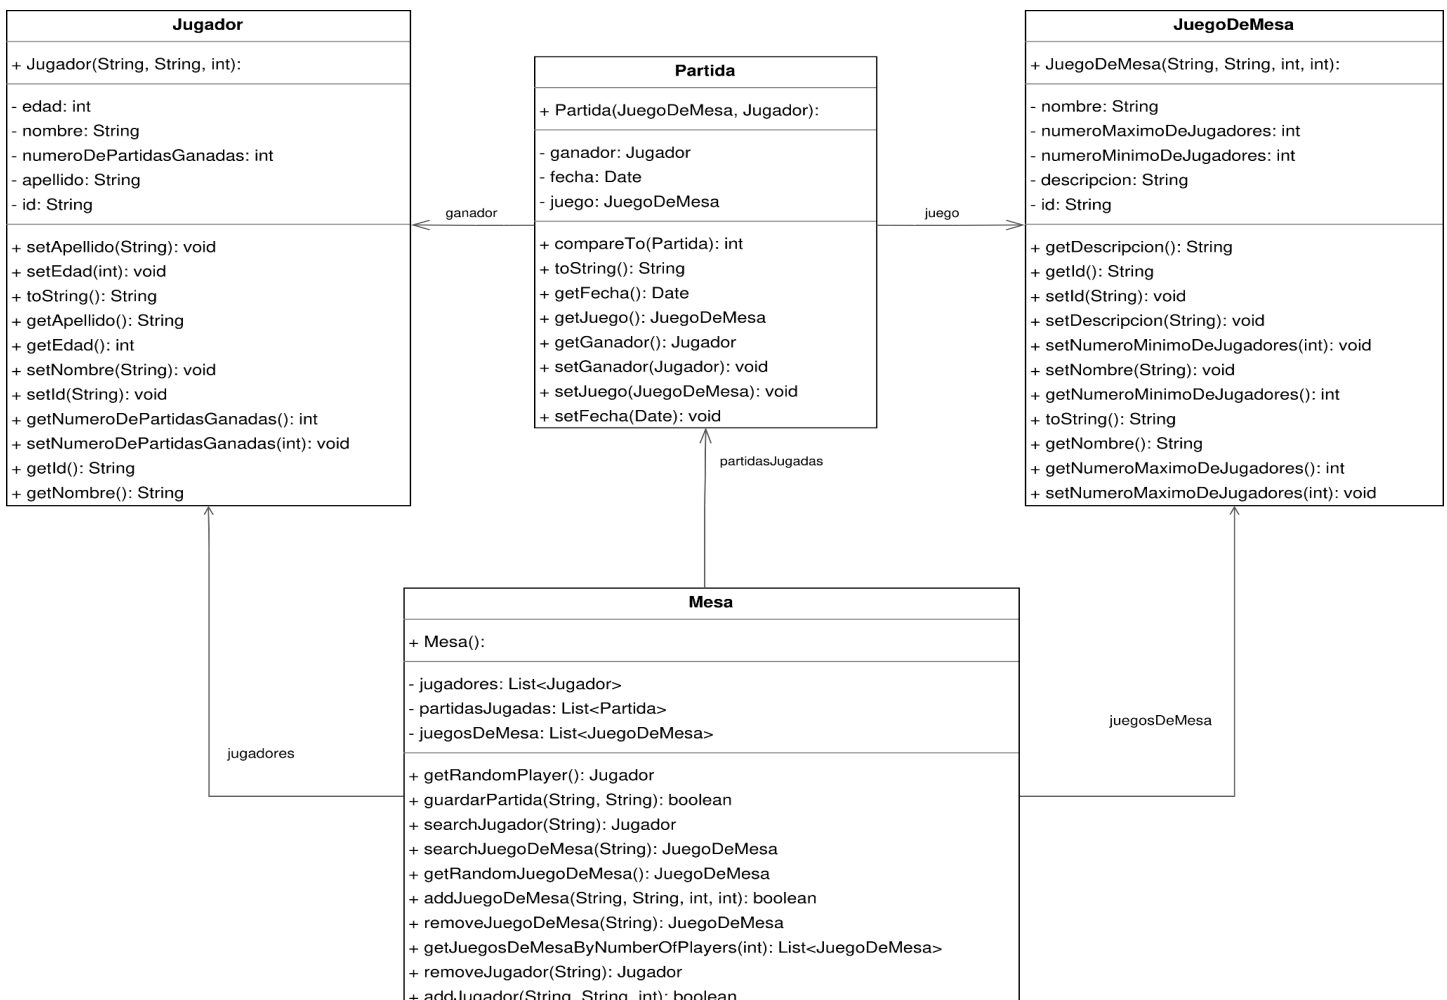 Jugador
+ Jugador(String, String, int):
- edad: int
- nombre: String
- numeroDePartidasGanadas: int
- apellido: String
- id: String
+ setApellido(String): void
+ setEdad(int): void
+ toString(): String
+ getApellido(): String
+ getEdad(): int
+ setNombre(String): void
+ setId(String): void
+ getNumeroDePartidasGanadas(): int
+ setNumeroDePartidasGanadas(int): void
+ getId(): String
+ getNombre(): String
ganador
Partida
+ Partida(JuegoDeMesa, Jugador):
- ganador: Jugador
- fecha: Date
- juego: JuegoDeMesa
+ compareTo(Partida): int
+ toString(): String
+ getFecha(): Date
+ getJuego(): JuegoDeMesa
+ getGanador(): Jugador
+ setGanador(Jugador): void
+ setJuego(JuegoDeMesa): void
+ setFecha(Date): void
juego
JuegoDeMesa
+ JuegoDeMesa(String, String, int, int):
- nombre: String
- numeroMaximoDeJugadores: int
- numeroMinimoDeJugadores: int
- descripcion: String
- id: String
+ getDescripcion(): String
+ getId(): String
+ setId(String): void
+ setDescripcion(String): void
+ setNumeroMinimoDeJugadores(int): void
+ setNombre(String): void
+ getNumeroMinimoDeJugadores(): int
+ toString(): String
+ getNombre(): String
+ getNumeroMaximoDeJugadores(): int
+ setNumeroMaximoDeJugadores(int): void
partidasJugadas
jugadores
Mesa
+ Mesa():
- jugadores: List<Jugador>
- partidasJugadas: List<Partida>
- juegosDeMesa: List<JuegoDeMesa>
+ getRandomPlayer(): Jugador
+ guardarPartida(String, String): boolean
+ searchJugador(String): Jugador
+ searchJuegoDeMesa(String): JuegoDeMesa
+ getRandomJuegoDeMesa(): JuegoDeMesa
+ addJuegoDeMesa(String, String, int, int): boolean
+ removeJuegoDeMesa(String): JuegoDeMesa
+ getJuegosDeMesaByNumberOfPlayers(int): List<JuegoDeMesa>
+ removeJugador(String): Jugador
+ addJugador(String, String, int): boolean
juegosDeMesa